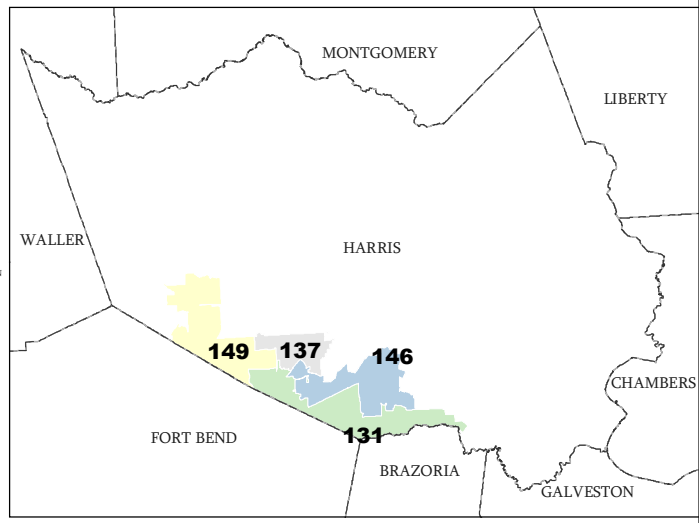 MONTGOMERY
LIBERTY
WALLER
HARRIS
149
137
146
CHAMBERS
131
FORT BEND
BRAZORIA
GALVESTON